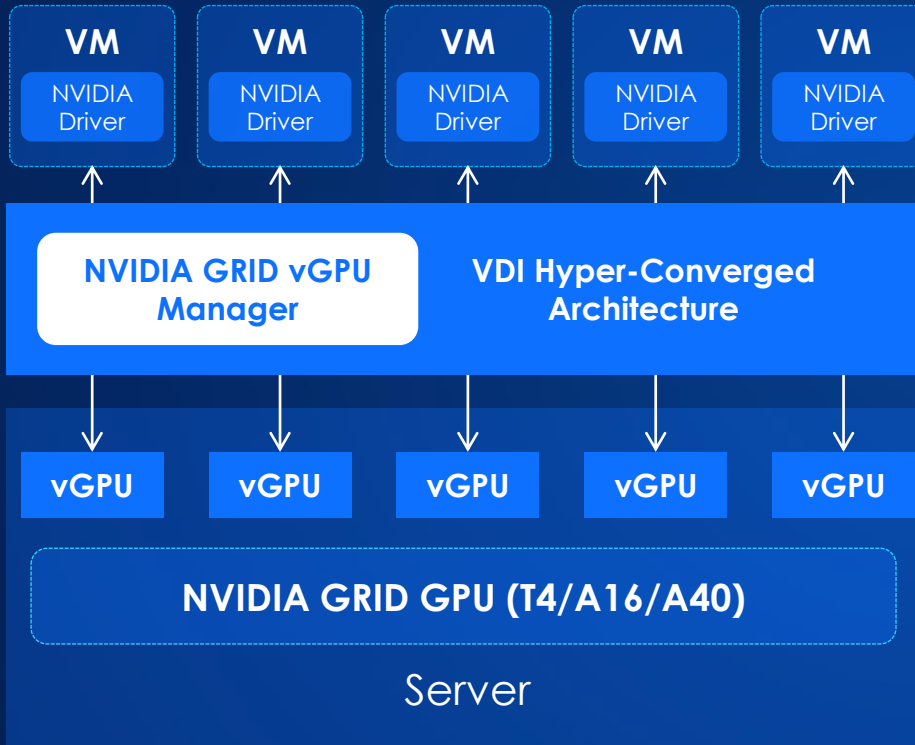 VM
NVIDIA
Driver
VM
NVIDIA
Driver
VM
NVIDIA
Driver
VM
NVIDIA
Driver
VM
NVIDIA
Driver
NVIDIA GRID vGPU
Manager
VDI Hyper-Converged
Architecture
vGPU
vGPU
vGPU
vGPU
vGPU
NVIDIA GRID GPU (T4/A16/A40)
Server